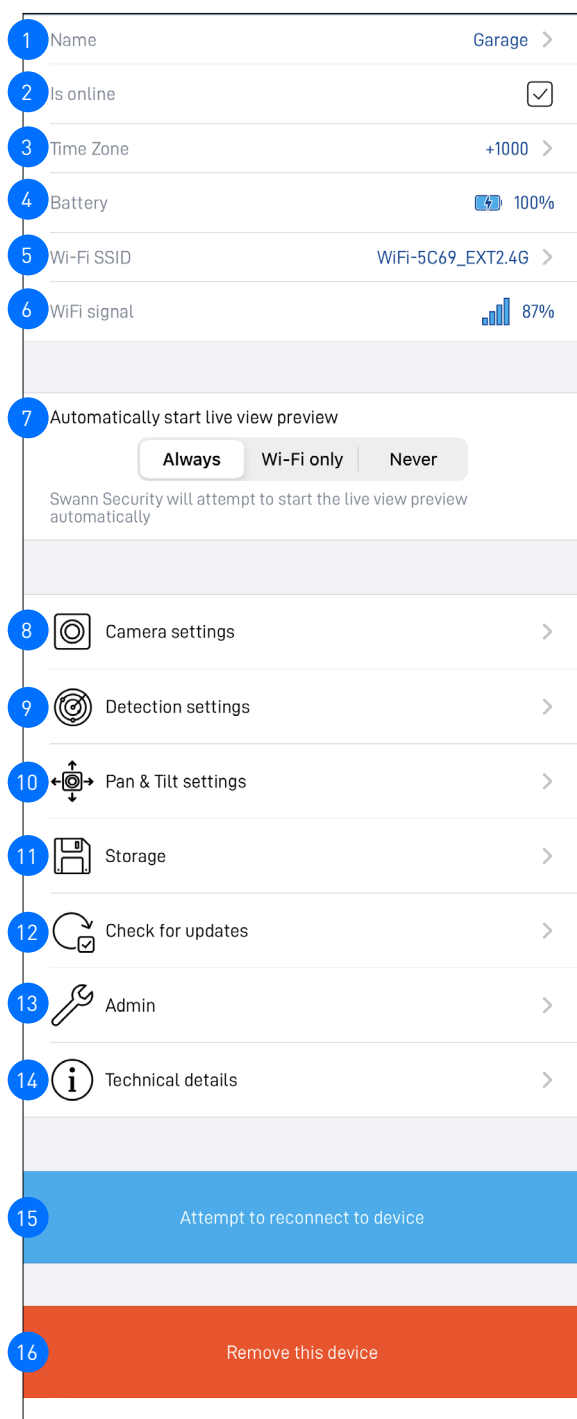 1 Name Garage
2 Is online
3 Time Zone +1000
4 Battery 100%
5 Wi-Fi SSID WiFi-5C69_EXT2.4G
6 WiFi signal 87%
7 Automatically start live view preview
Always Wi-Fi only Never
Swann Security will attempt to start the live view preview
automatically
8 Camera settings
9 Detection settings
10 Pan & Tilt settings
11 Storage
12 Check for updates
13 Admin
14 Technical details
15 Attempt to reconnect to device
16 Remove this device